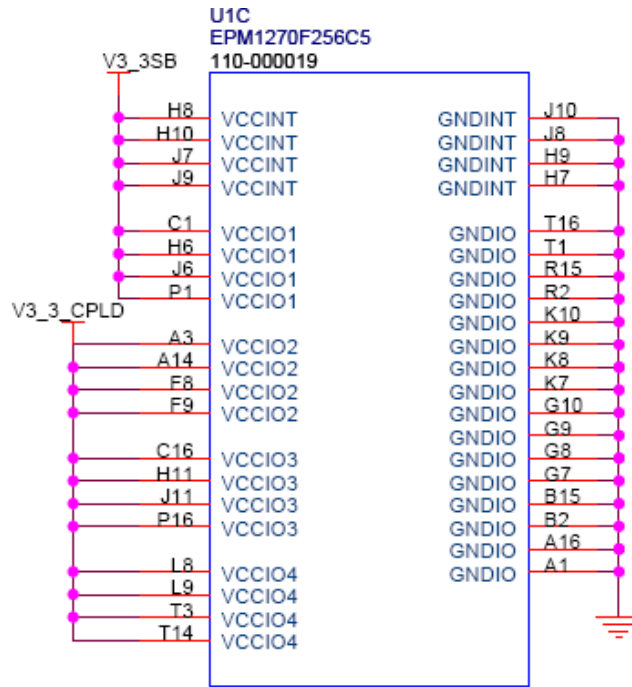 U1C
EPM1270F256C5
110-000019
V3_3SB
H8 VCCINT GNDINT J10
H10 VCCINT GNDINT J8
J7 VCCINT GNDINT H9
J9 VCCINT GNDINT H7
C1 VCCIO1 GNDIO T16
H6 VCCIO1 GNDIO T1
J6 VCCIO1 GNDIO R15
P1 VCCIO1 GNDIO R2
V3_3_CPLD
GNDIO K10
A3 VCCIO2 GNDIO K9
A14 VCCIO2 GNDIO K8
F8 VCCIO2 GNDIO K7
F9 VCCIO2 GNDIO G10
GNDIO G9
C16 VCCIO3 GNDIO G8
H11 VCCIO3 GNDIO G7
J11 VCCIO3 GNDIO B15
P16 VCCIO3 GNDIO B2
GNDIO A16
L8 VCCIO4 GNDIO A1
L9 VCCIO4
T3 VCCIO4
T14 VCCIO4